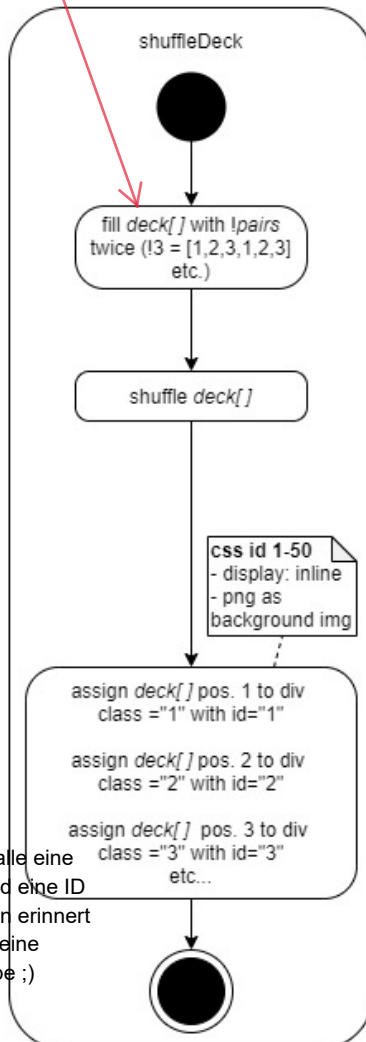 shuffleDeck
fill deck[ ] with !pairs
twice (!3 = [1,2,3,1,2,3]
etc.)
shuffle deck[ ]
css id 1-50
- display: inline
- png as
background img
assign deck[ ] pos. 1 to div
class ="1" with id="1"
assign deck[ ] pos. 2 to div
class ="2" with id="2"
assign deck[ ] pos. 3 to div
class ="3" with id="3"
etc...
alle eine
eine ID
erinnert
eine
;)